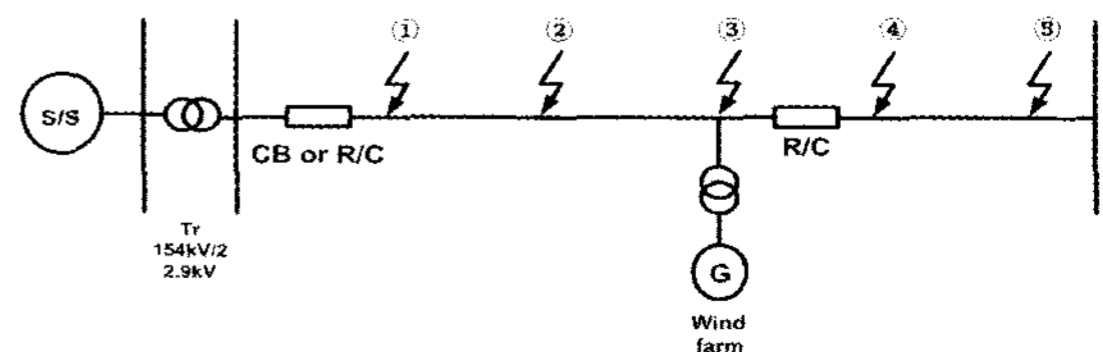 ① ② ③ ④ ⑤
S/S
CB or R/C
R/C
Tr
154kV/2
2.9kV
G
Wind
farm